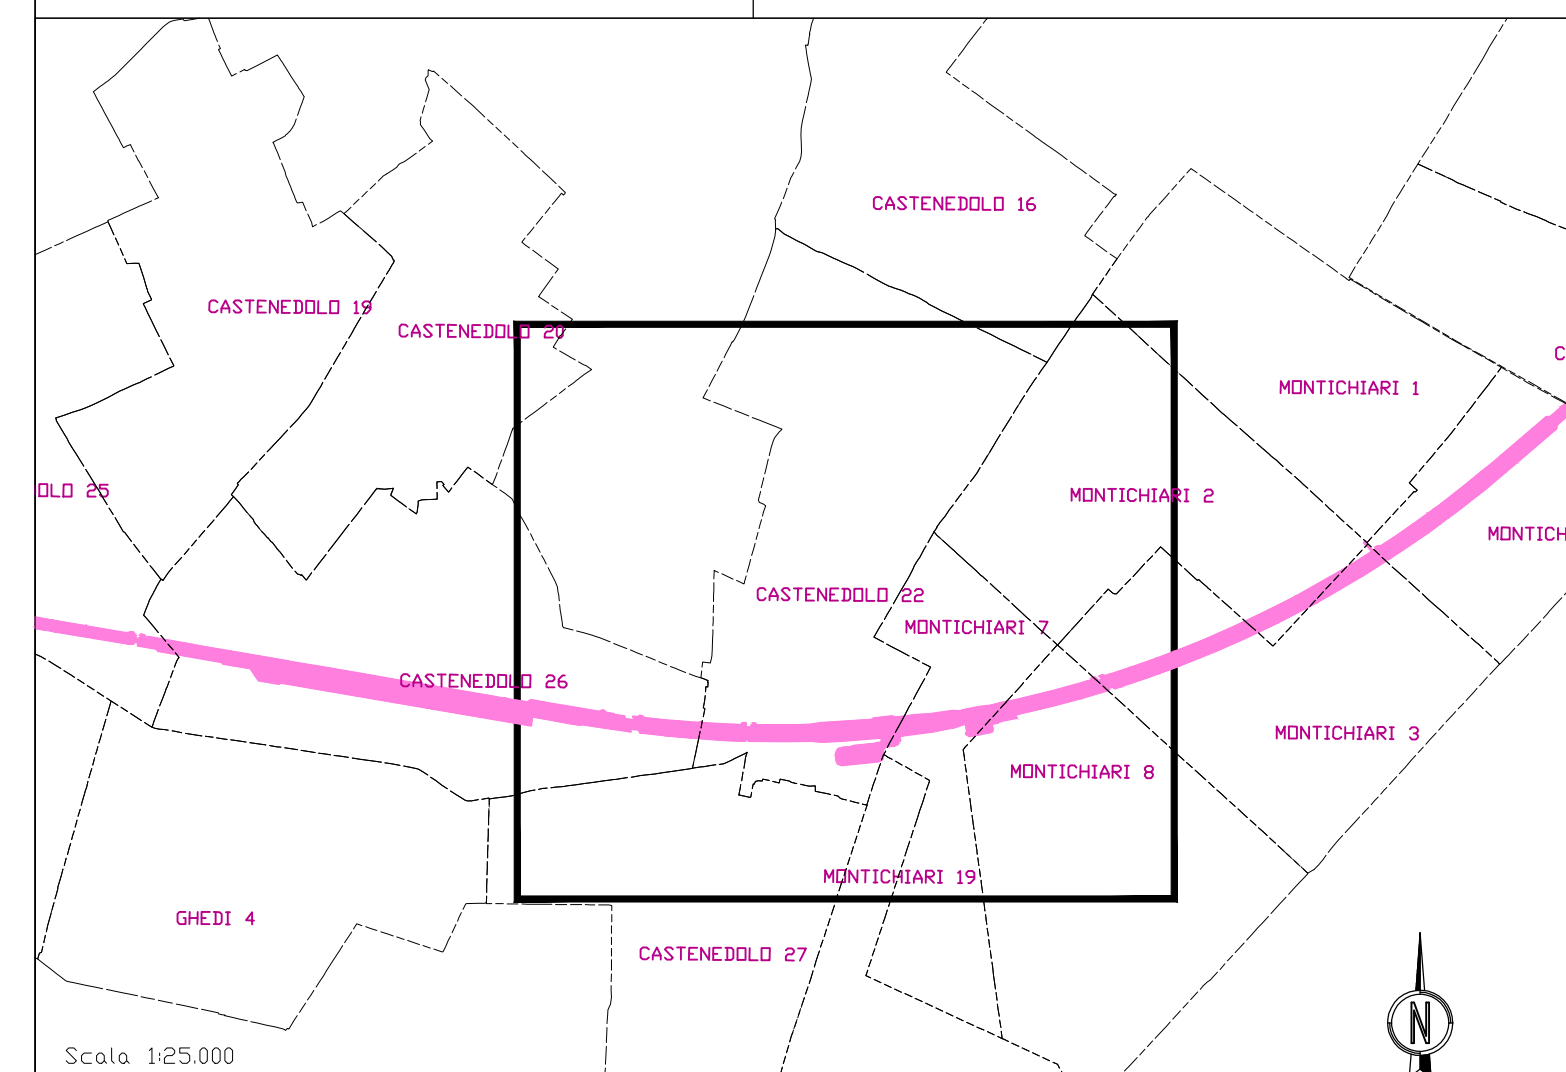 CASTENEDOLO 16
CASTENEDOLO 19
CASTENEDOLO 20
MONTICHIARI 1
OLO 25
MONTICHIARI 2
MONTICH
CASTENEDOLO 22
MONTICHIARI 7
CASTENEDOLO 26
MONTICHIARI 3
MONTICHIARI 8
MONTICHIARI 19
GHEDI 4
CASTENEDOLO 27
N
Scala 1:25.000